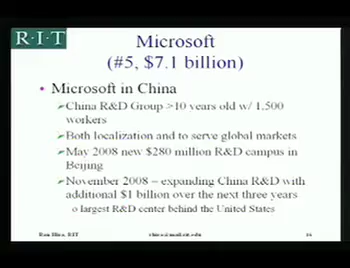 R·I·T
Microsoft
(#5, $7.1 billion)
• Microsoft in China
➢China R&D Group >10 years old w/ 1,500
workers
➢Both localization and to serve global markets
➢May 2008 new $280 million R&D campus in
Beijing
➢November 2008 – expanding China R&D with
additional $1 billion over the next three years
o largest R&D center behind the United States
RIT